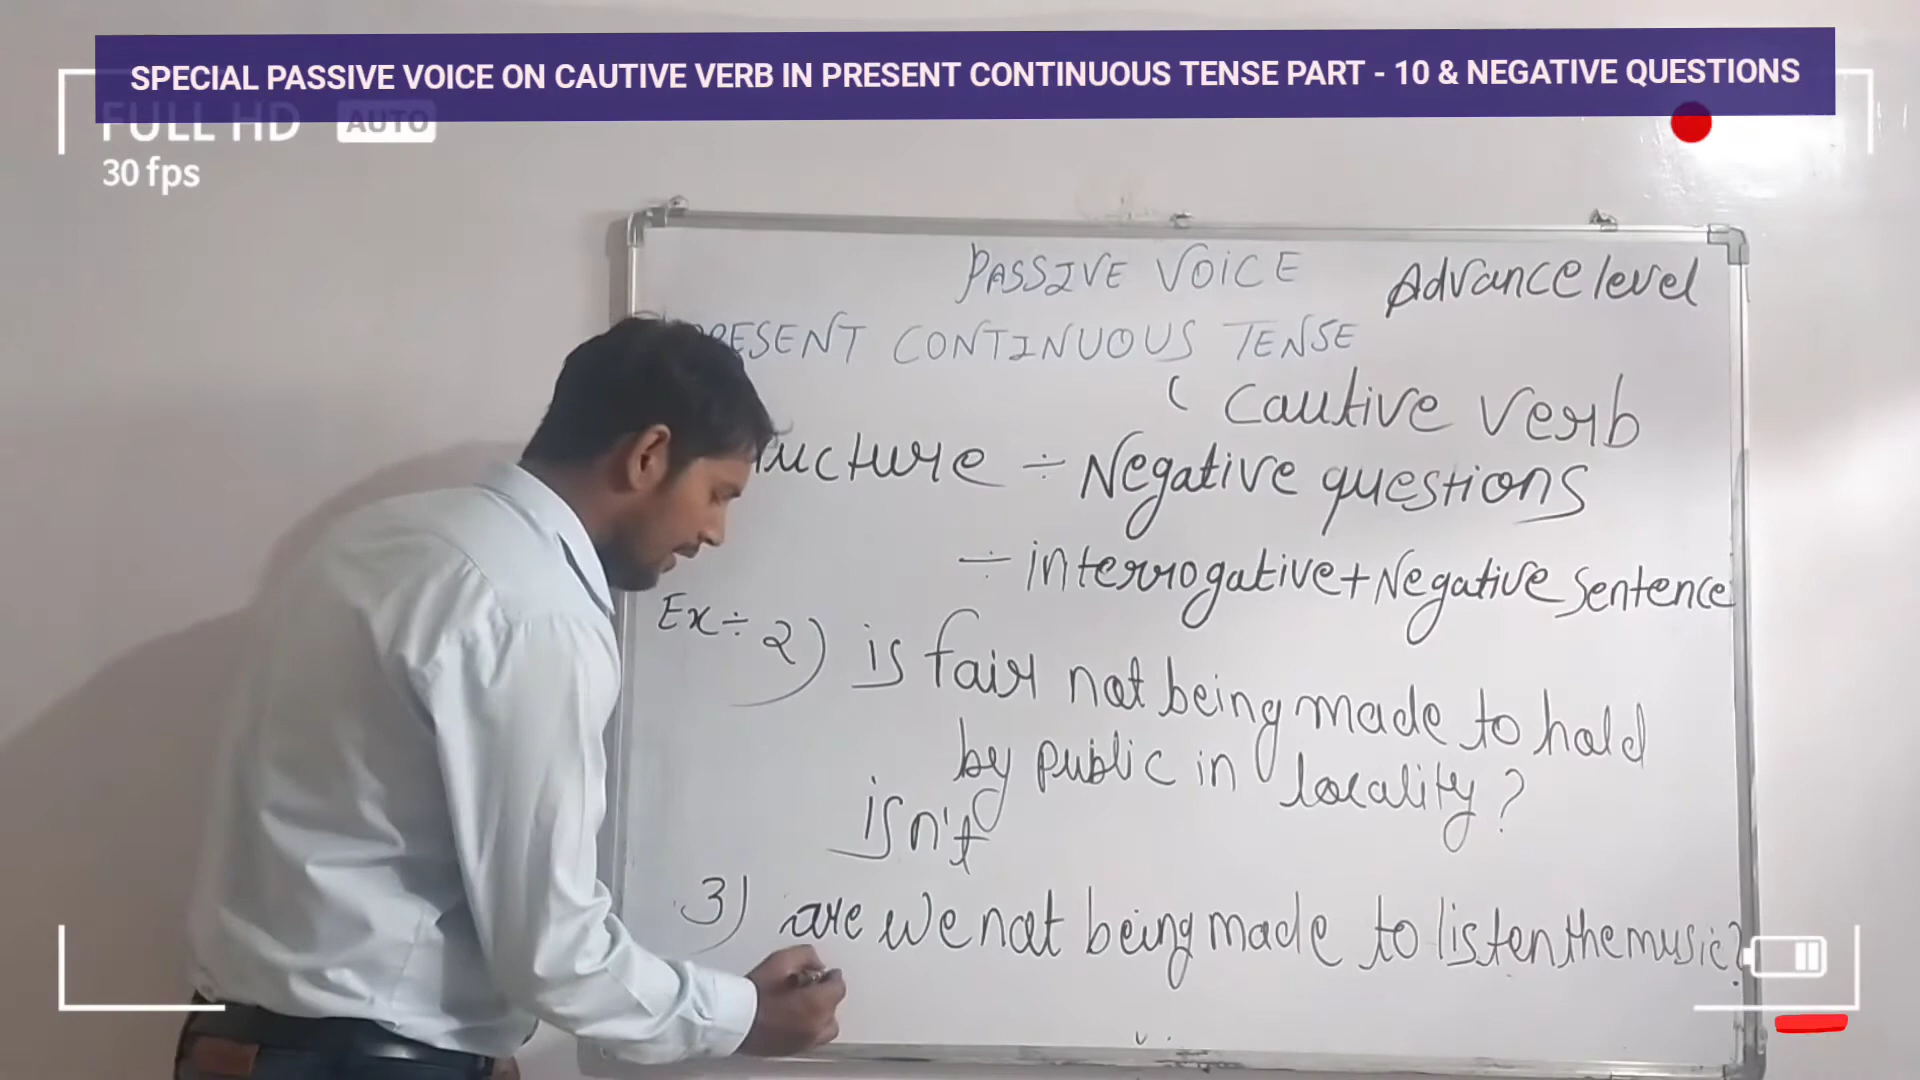 SPECIAL PASSIVE VOICE ON CAUTIVE VERB IN PRESENT CONTINUOUS TENSE PART - 10 & NEGATIVE QUESTIONS
FULL HD AUTO
30 fps
PASSIVE VOICE Advance level
PRESENT CONTINUOUS TENSE
( Cautive Verb
ructure ÷ Negative questions
÷ interrogative + Negative Sentence
Ex ÷ 2) is fair not being made to hold
by public in locality?
isn't
3) are we not being made to listen the music?